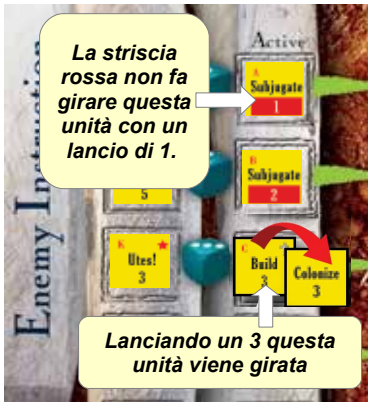 La striscia
rossa non fa
girare questa
unità con un
lancio di 1.
Enemy Instruction
Active
A
Subjugate
1
5
B
Subjugate
2
K
Utes!
3
C
Build
3
Colonize
3
Lanciando un 3 questa
unità viene girata